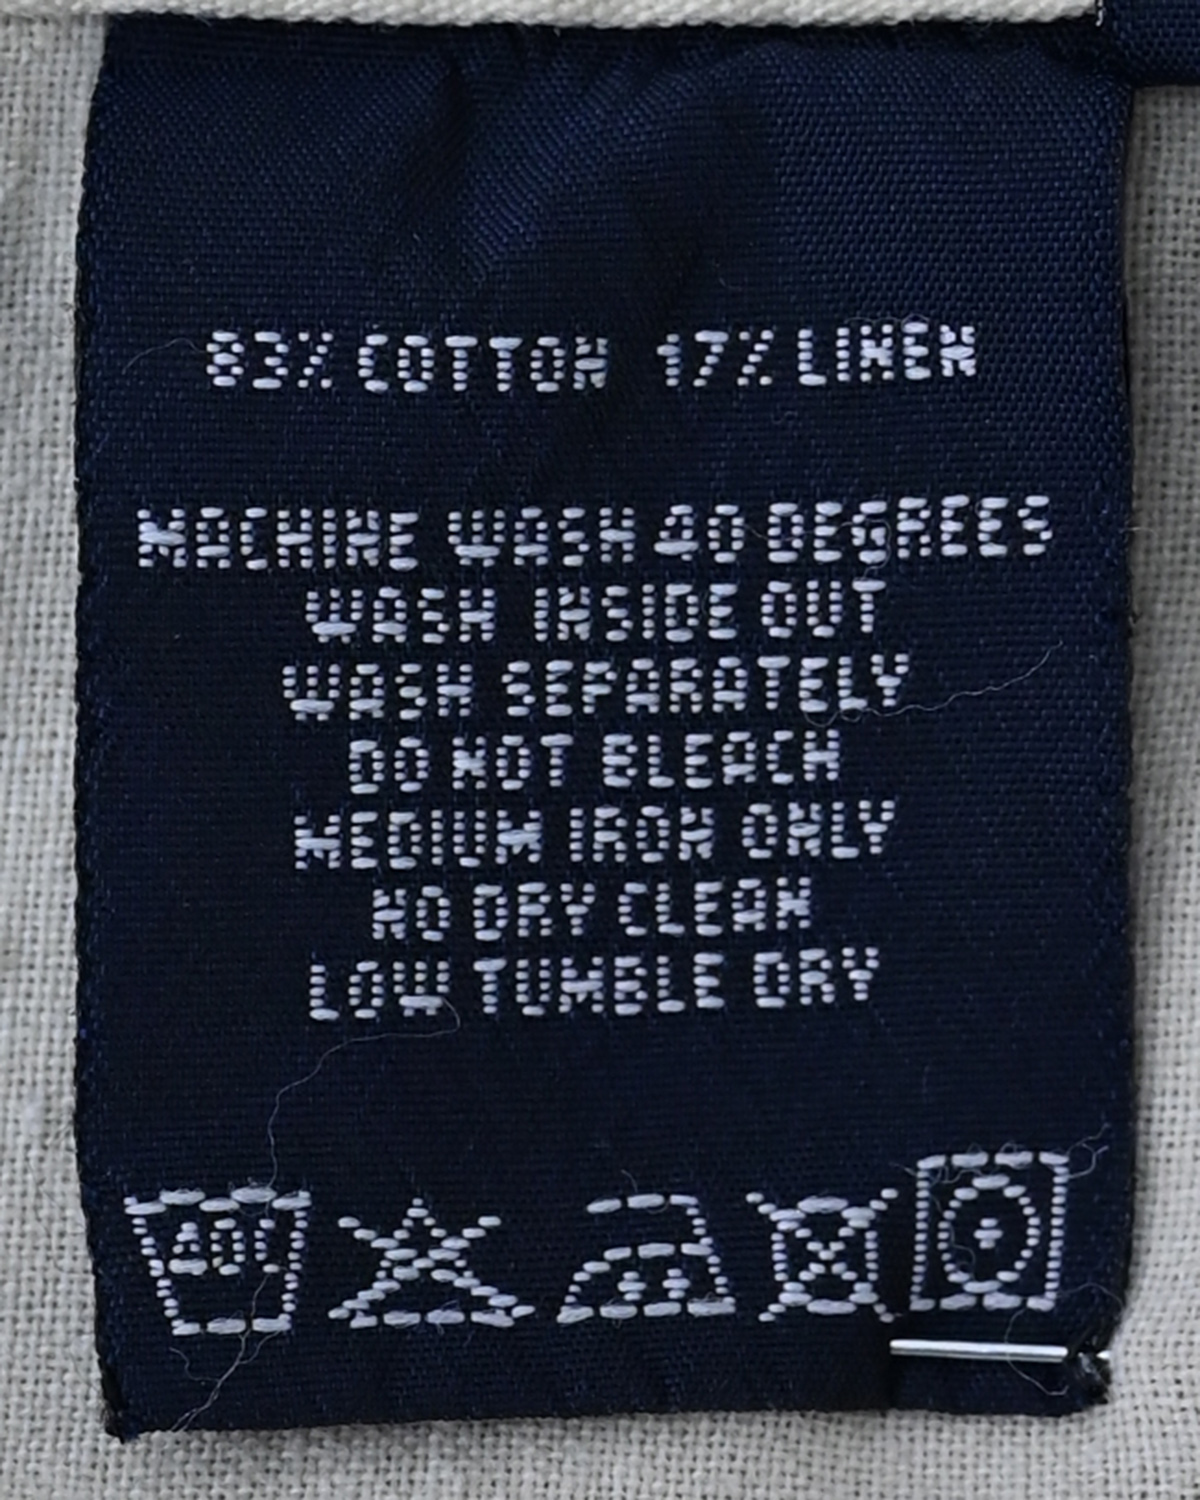 83% COTTON 17% LINEN
MACHINE WASH 40 DEGREES
WASH INSIDE OUT
WASH SEPARATELY
DO NOT BLEACH
MEDIUM IRON ONLY
NO DRY CLEAN
LOW TUMBLE DRY
40C